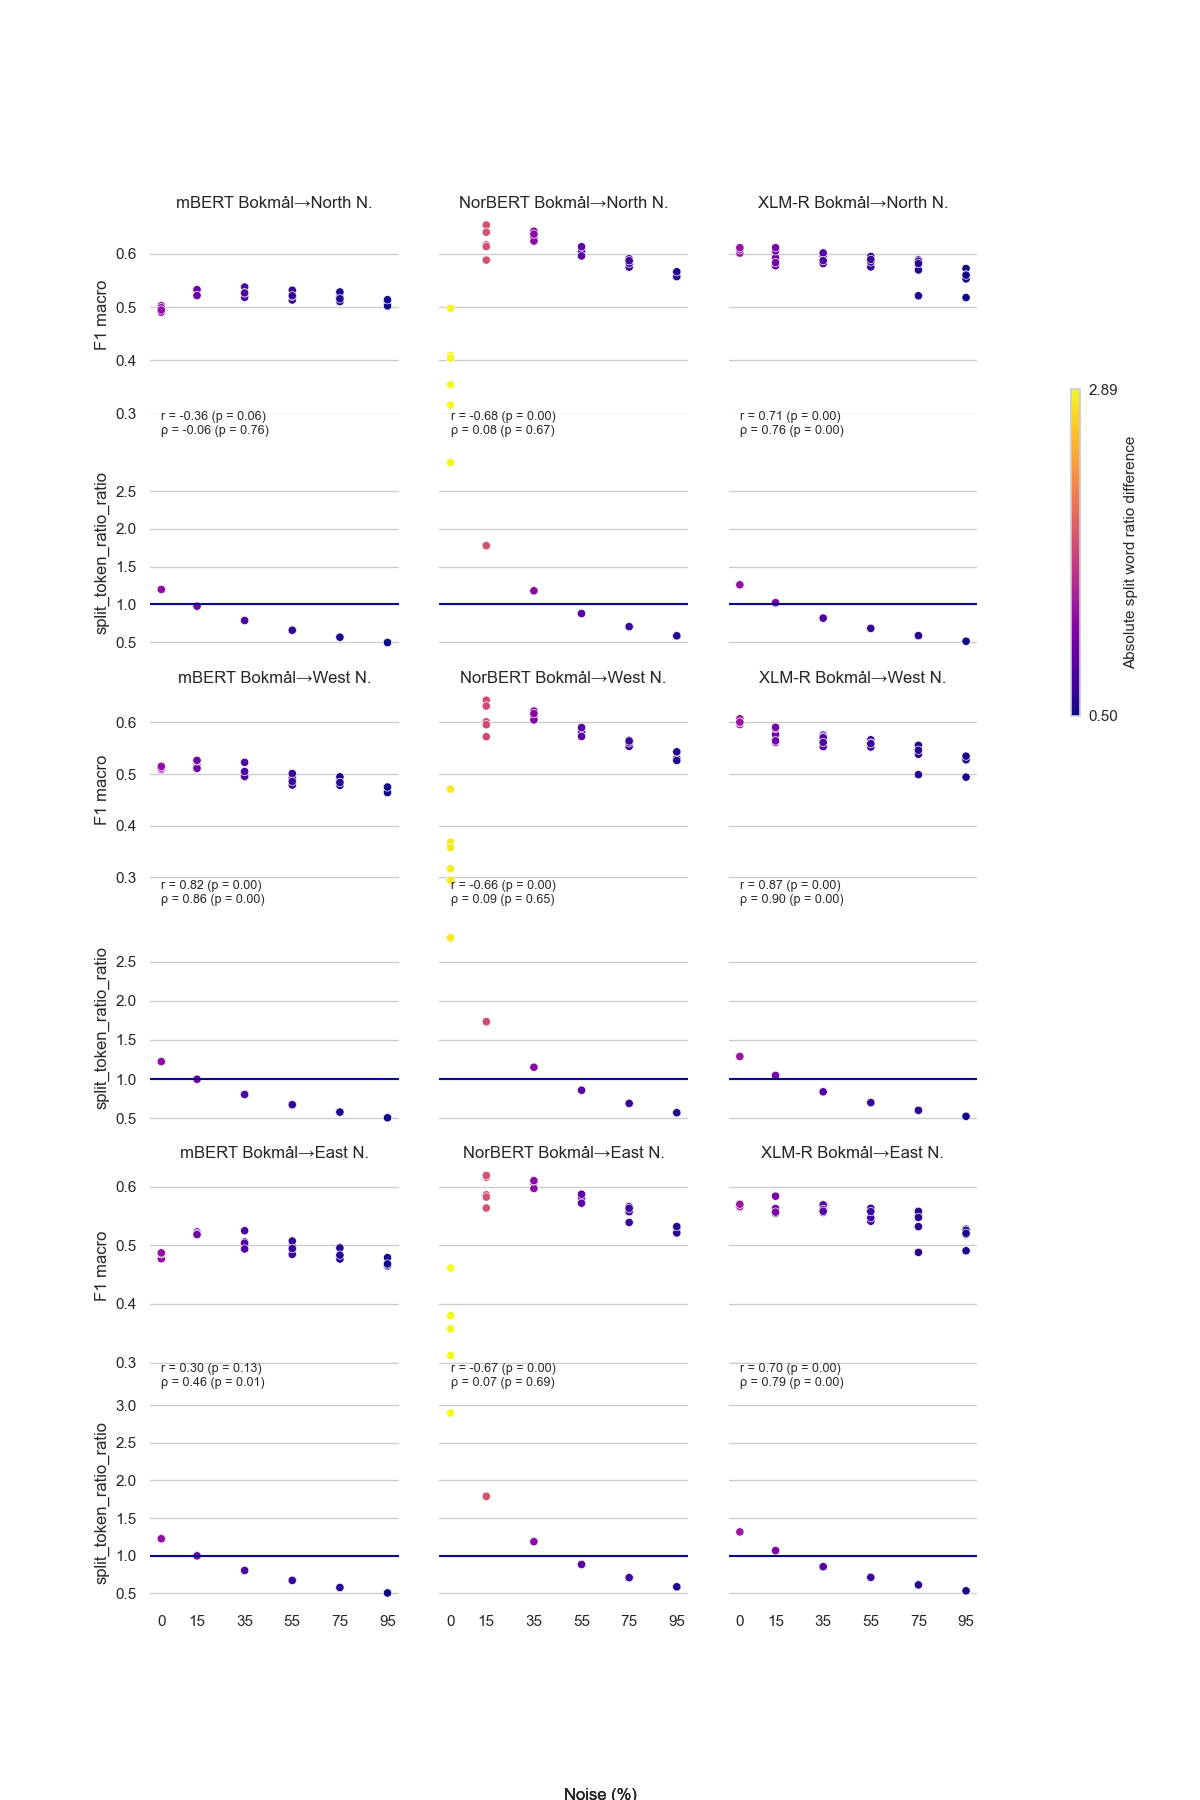 mBERT Bokmål→North N.
NorBERT Bokmål→North N.
XLM-R Bokmål→North N.
F1 macro
0.6
0.5
0.4
0.3
r = -0.36 (p = 0.06)
ρ = -0.06 (p = 0.76)
r = -0.68 (p = 0.00)
ρ = 0.08 (p = 0.67)
r = 0.71 (p = 0.00)
ρ = 0.76 (p = 0.00)
split_token_ratio_ratio
2.5
2.0
1.5
1.0
0.5
mBERT Bokmål→West N.
NorBERT Bokmål→West N.
XLM-R Bokmål→West N.
F1 macro
0.6
0.5
0.4
0.3
r = 0.82 (p = 0.00)
ρ = 0.86 (p = 0.00)
r = -0.66 (p = 0.00)
ρ = 0.09 (p = 0.65)
r = 0.87 (p = 0.00)
ρ = 0.90 (p = 0.00)
split_token_ratio_ratio
2.5
2.0
1.5
1.0
0.5
mBERT Bokmål→East N.
NorBERT Bokmål→East N.
XLM-R Bokmål→East N.
F1 macro
0.6
0.5
0.4
0.3
r = 0.30 (p = 0.13)
ρ = 0.46 (p = 0.01)
r = -0.67 (p = 0.00)
ρ = 0.07 (p = 0.69)
r = 0.70 (p = 0.00)
ρ = 0.79 (p = 0.00)
split_token_ratio_ratio
3.0
2.5
2.0
1.5
1.0
0.5
0 15 35 55 75 95
0 15 35 55 75 95
0 15 35 55 75 95
Noise (%)
2.89
Absolute split word ratio difference
0.50